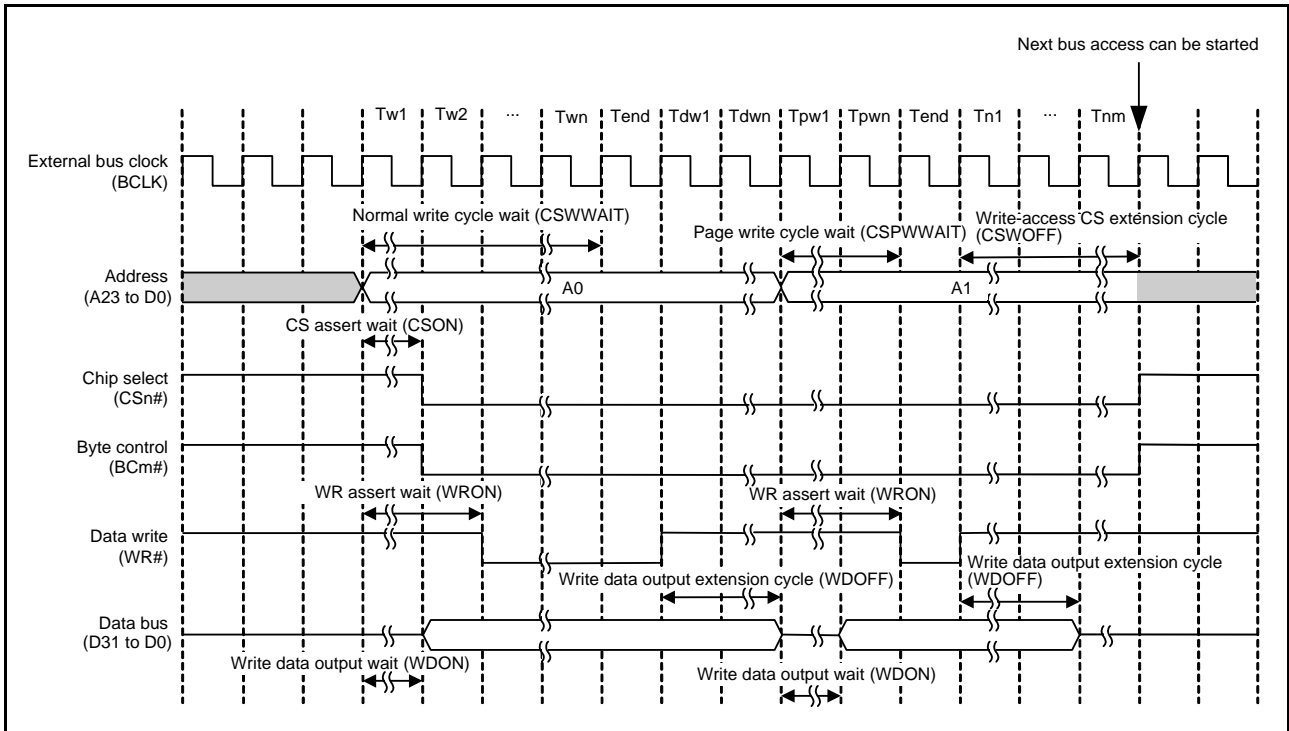 Next bus access can be started
Tw1 Tw2 ... Twn Tend Tdw1 Tdwn Tpw1 Tpwn Tend Tn1 ... Tnm
External bus clock
(BCLK)
Normal write cycle wait (CSWWAIT)
Page write cycle wait (CSPWWAIT)
Write-access CS extension cycle
(CSWOFF)
Address
(A23 to D0)
A0
A1
CS assert wait (CSON)
Chip select
(CSn#)
Byte control
(BCm#)
WR assert wait (WRON)
WR assert wait (WRON)
Data write
(WR#)
Write data output extension cycle (WDOFF)
Write data output extension cycle
(WDOFF)
Data bus
(D31 to D0)
Write data output wait (WDON)
Write data output wait (WDON)